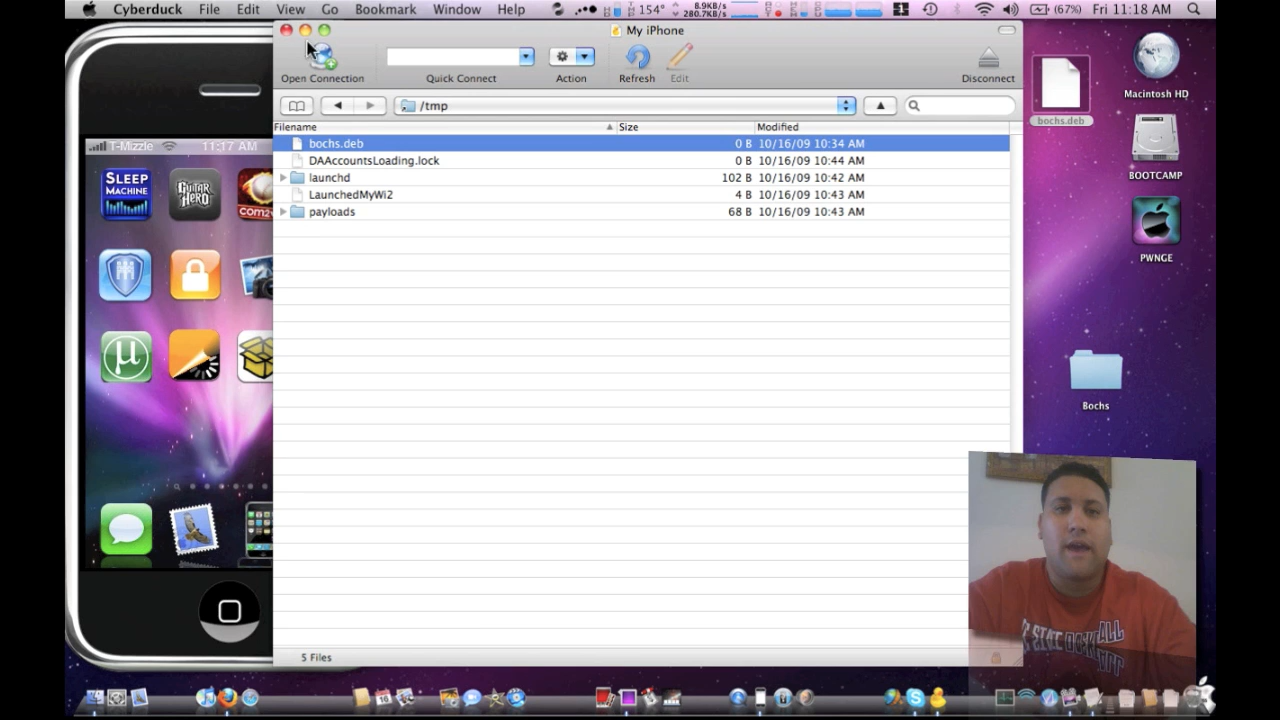 Cyberduck File Edit View Go Bookmark Window Help 154° 8.9KB/s 280.7KB/s 1 (67%) Fri 11:18 AM
My iPhone
Open Connection Quick Connect Action Refresh Edit Disconnect
/tmp
Filename Size Modified
bochs.deb 0 B 10/16/09 10:34 AM
DAAccountsLoading.lock 0 B 10/16/09 10:44 AM
launchd 102 B 10/16/09 10:42 AM
LaunchedMyWi2 4 B 10/16/09 10:43 AM
payloads 68 B 10/16/09 10:43 AM
5 Files
T-Mizzle 11:17 AM
SLEEP
MACHINE
GUITAR
HERO
bochs.deb
Macintosh HD
BOOTCAMP
PWNGE
Bochs